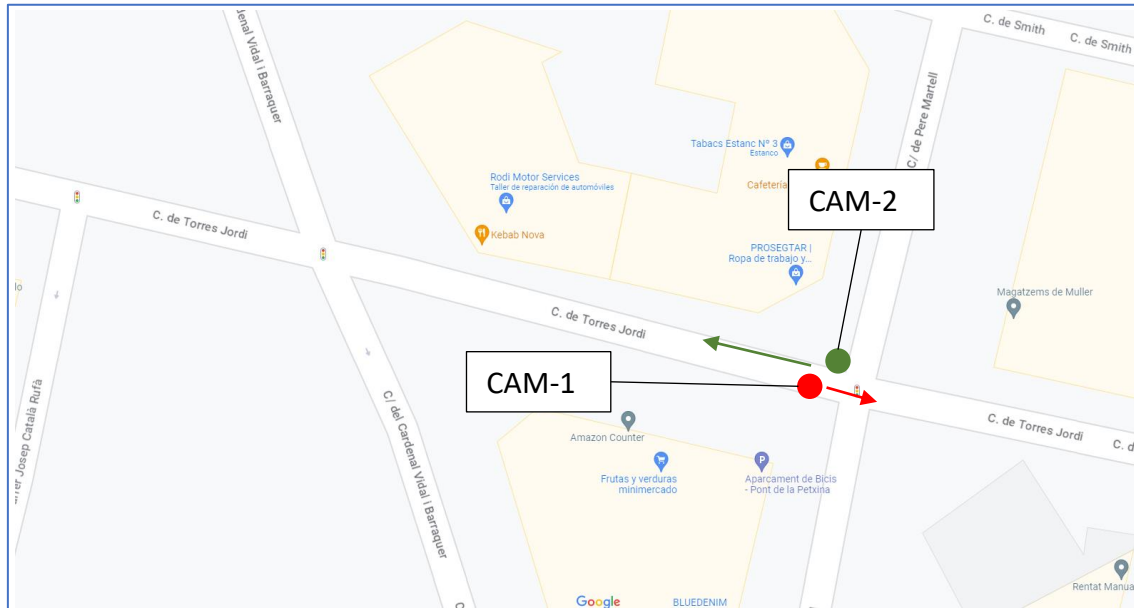 C. de Smith
C. de Smith
denal Vidal i Barraquer
C/ de Pere Martell
Tabacs Estanc Nº 3
Estanco
Cafetería
Rodi Motor Services
Taller de reparación de automóviles
CAM-2
C. de Torres Jordi
Kebab Nova
PROSEGTAR |
Ropa de trabajo y...
lo
Magatzems de Muller
C. de Torres Jordi
CAM-1
C/ del Cardenal Vidal i Barraquer
rer Josep Català Rufà
Amazon Counter
C. de Torres Jordi
C. d
Frutas y verduras
minimercado
P
Aparcament de Bicis
- Pont de la Petxina
Rentat Manua
Google
BLUEDENIM